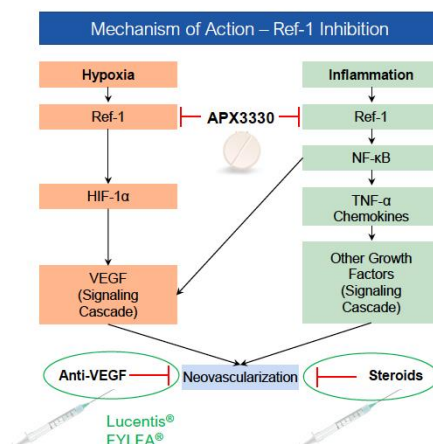 Mechanism of Action – Ref-1 Inhibition
Hypoxia
Inflammation
Ref-1
APX3330
Ref-1
NF-κB
HIF-1α
TNF-α
Chemokines
VEGF
(Signaling
Cascade)
Other Growth
Factors
(Signaling
Cascade)
Anti-VEGF
Neovascularization
Steroids
Lucentis®
EYLEA®